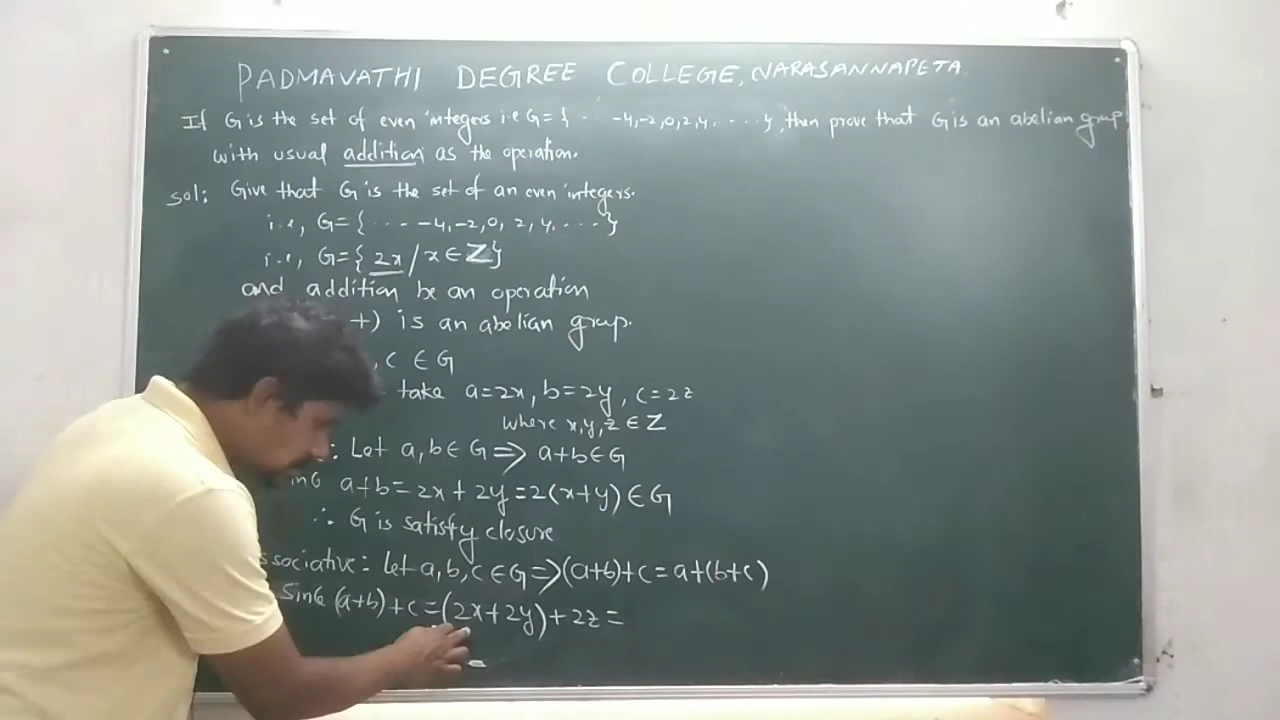 PADMAVATHI DEGREE COLLEGE, NARASANNAPETA
If G is the set of even integers i.e G = { ... -4, -2, 0, 2, 4, ..... }, then prove that G is an abelian group
with usual addition as the operation.
sol: Give that G is the set of an even integers.
i.e, G = { ... -4, -2, 0, 2, 4, .... }
i.e, G = { 2x / x ∈ Z }
and addition be an operation
+) is an abelian group.
, c ∈ G
take a = 2x, b = 2y, c = 2z
where x, y, z ∈ Z
: Let a, b ∈ G ⇒ a+b ∈ G
a+b = 2x + 2y = 2(x+y) ∈ G
∴ G is satisfy closure
ssociative: let a, b, c ∈ G ⇒ (a+b)+c = a+(b+c)
Since (a+b)+c = (2x+2y)+2z =